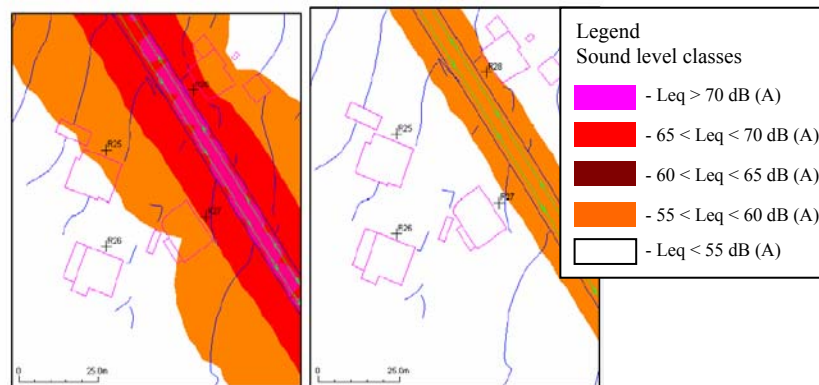 R28
R25
R27
R26
0
25.0m
R28
R25
R27
R26
0
25.0m
Legend
Sound level classes
- Leq > 70 dB (A)
- 65 < Leq < 70 dB (A)
- 60 < Leq < 65 dB (A)
- 55 < Leq < 60 dB (A)
- Leq < 55 dB (A)